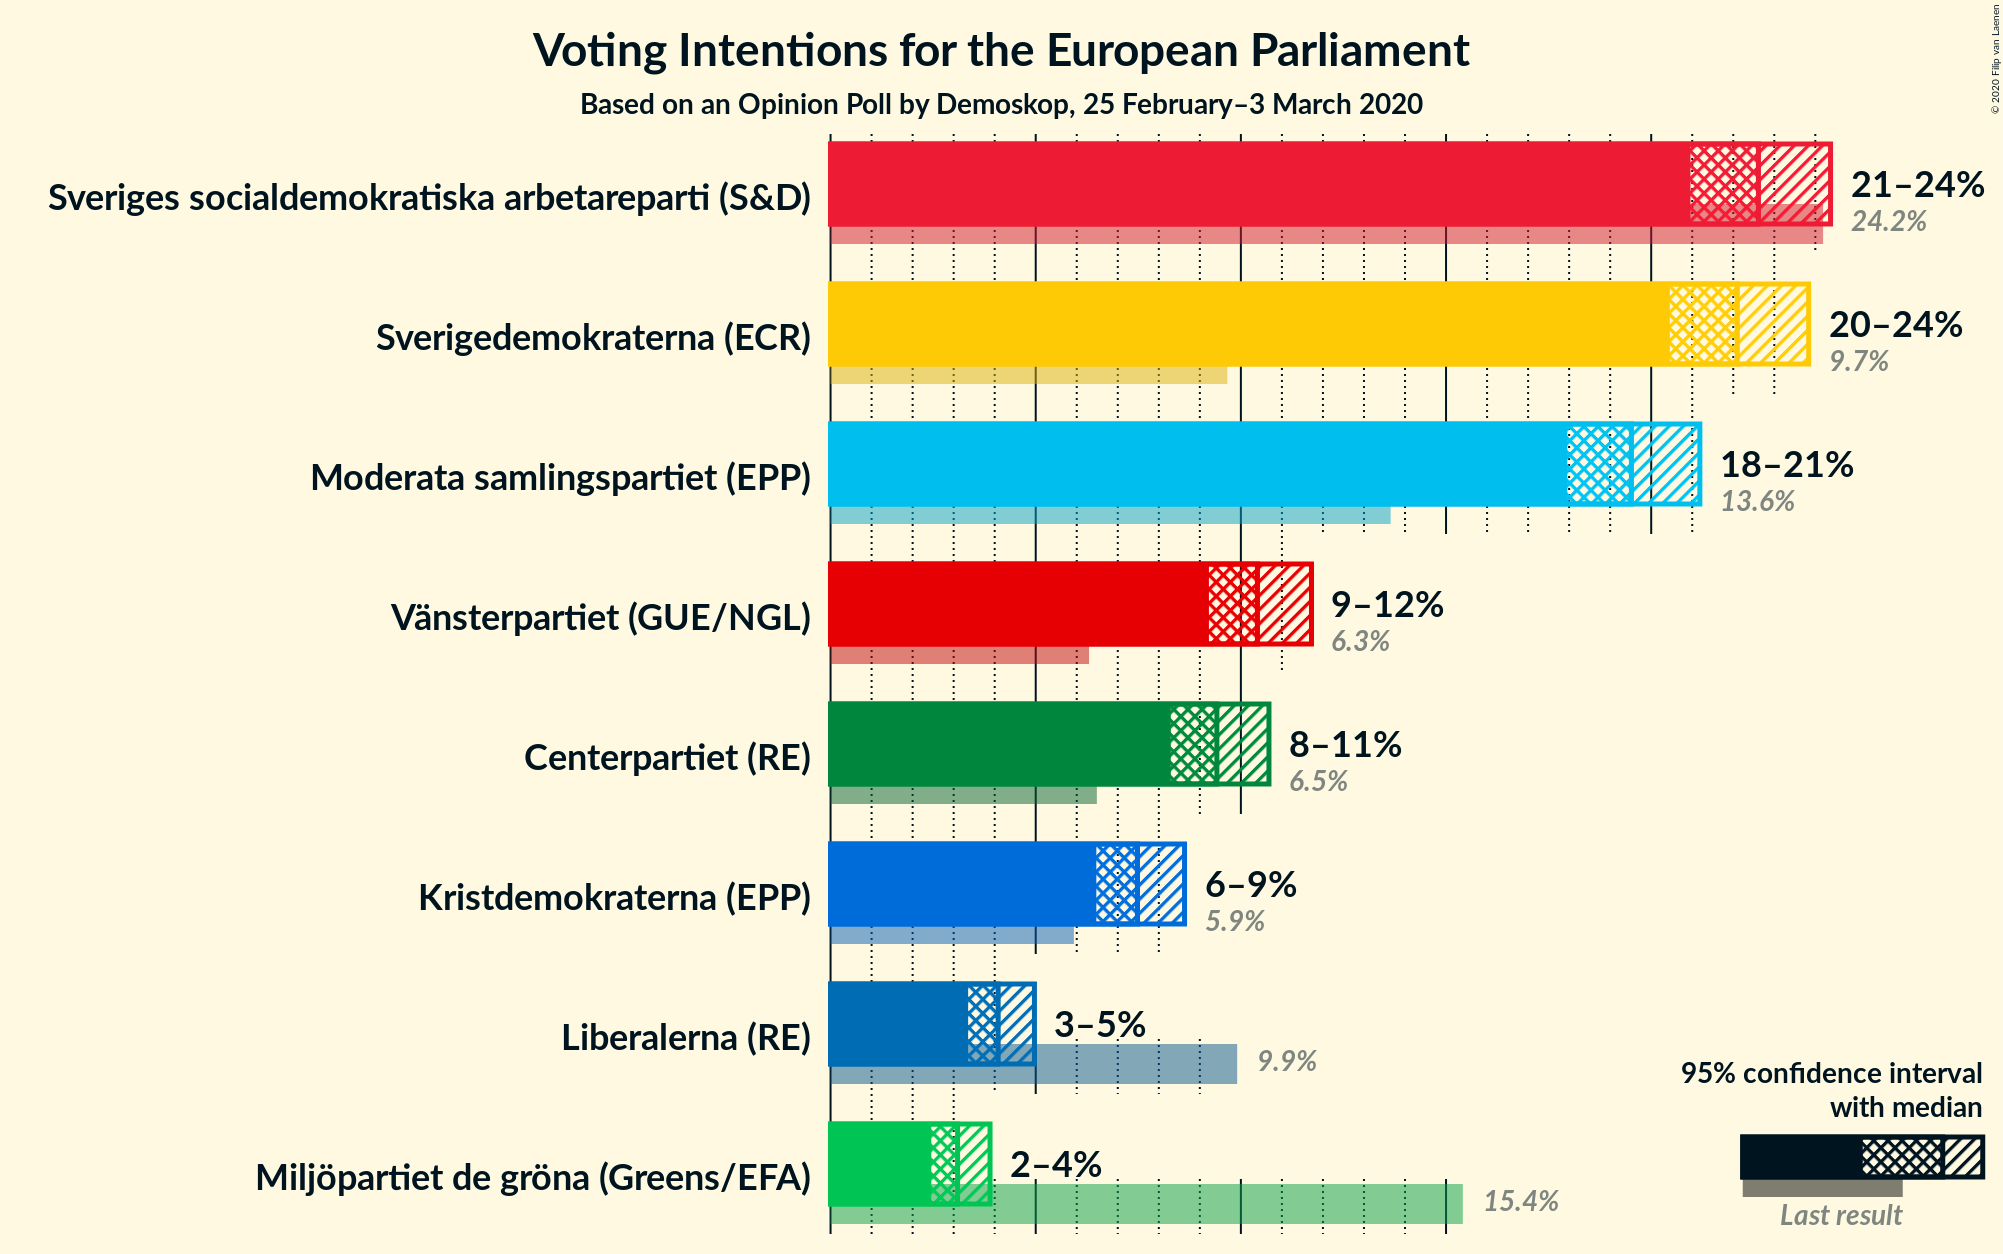 Voting Intentions for the European Parliament
Based on an Opinion Poll by Demoskop, 25 February–3 March 2020
© 2020 Filip van Laenen
Sveriges socialdemokratiska arbetareparti (S&D)
21–24%
24.2%
Sverigedemokraterna (ECR)
20–24%
9.7%
Moderata samlingspartiet (EPP)
18–21%
13.6%
Vänsterpartiet (GUE/NGL)
9–12%
6.3%
Centerpartiet (RE)
8–11%
6.5%
Kristdemokraterna (EPP)
6–9%
5.9%
Liberalerna (RE)
3–5%
9.9%
Miljöpartiet de gröna (Greens/EFA)
2–4%
15.4%
95% confidence interval
with median
Last result